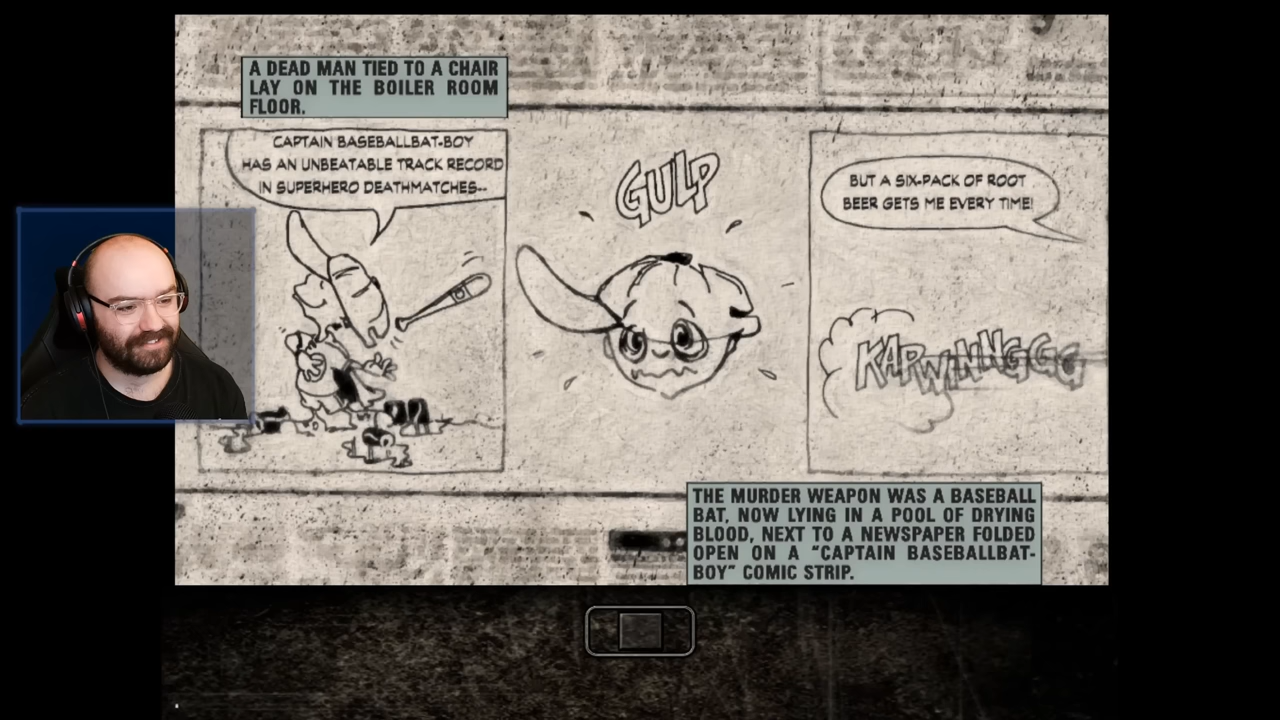 A DEAD MAN TIED TO A CHAIR
LAY ON THE BOILER ROOM
FLOOR.
CAPTAIN BASEBALLBAT-BOY
HAS AN UNBEATABLE TRACK RECORD
IN SUPERHERO DEATHMATCHES--
GULP
BUT A SIX-PACK OF ROOT
BEER GETS ME EVERY TIME!
KAPWINNGGG
THE MURDER WEAPON WAS A BASEBALL
BAT, NOW LYING IN A POOL OF DRYING
BLOOD, NEXT TO A NEWSPAPER FOLDED
OPEN ON A "CAPTAIN BASEBALLBAT-
BOY" COMIC STRIP.